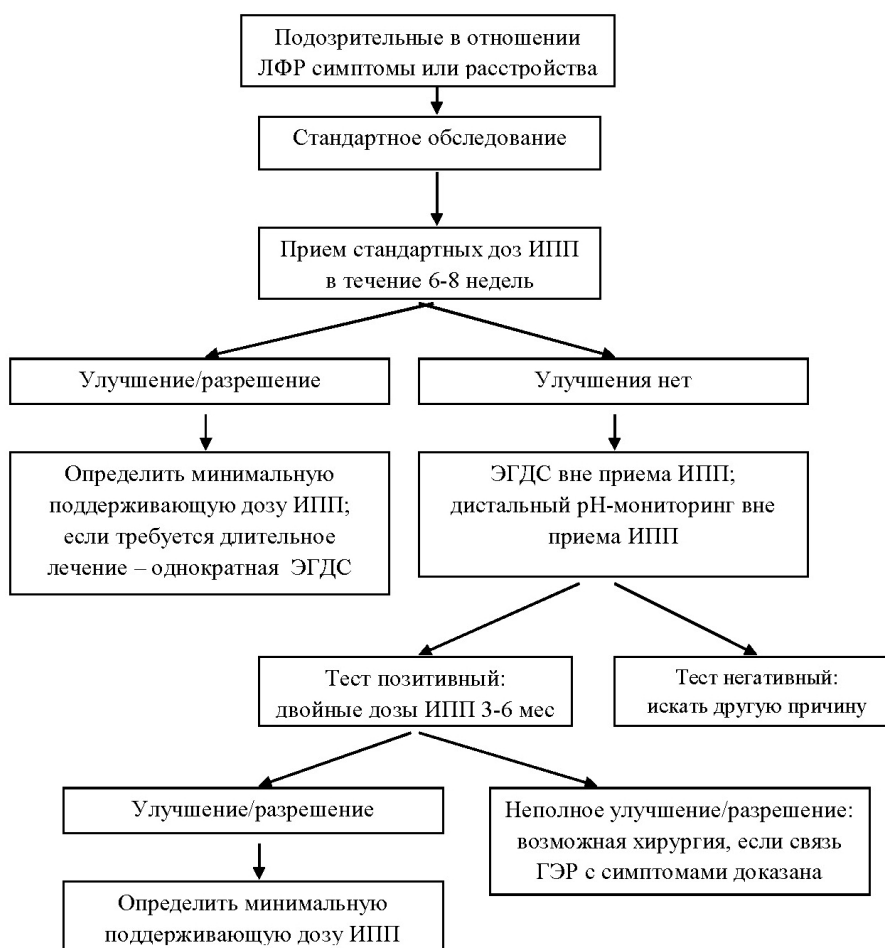 Подозрительные в отношении
ЛФР симптомы или расстройства
Стандартное обследование
Прием стандартных доз ИПП
в течение 6-8 недель
Улучшение/разрешение
Улучшения нет
Определить минимальную
поддерживающую дозу ИПП;
если требуется длительное
лечение – однократная ЭГДС
ЭГДС вне приема ИПП;
дистальный pH-мониторинг вне
приема ИПП
Тест позитивный:
двойные дозы ИПП 3-6 мес
Тест негативный:
искать другую причину
Улучшение/разрешение
Неполное улучшение/разрешение:
возможная хирургия, если связь
ГЭР с симптомами доказана
Определить минимальную
поддерживающую дозу ИПП